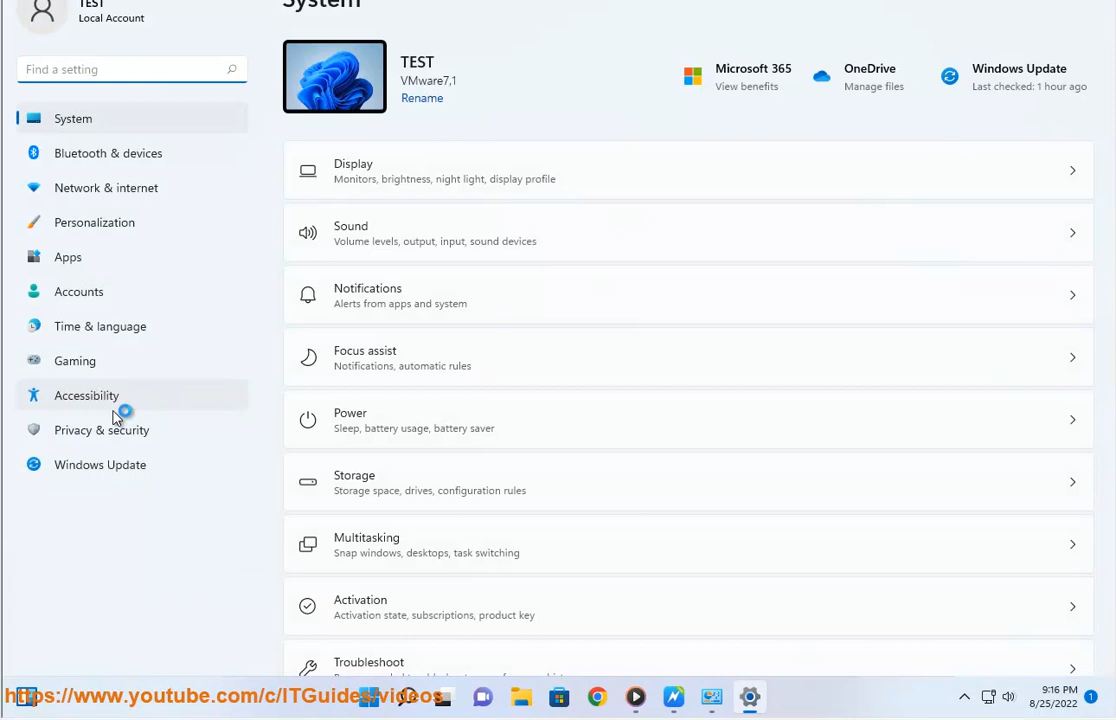 TEST
Local Account
System
Find a setting
System
Bluetooth & devices
Network & internet
Personalization
Apps
Accounts
Time & language
Gaming
Accessibility
Privacy & security
Windows Update
TEST
VMware7,1
Rename
Microsoft 365
View benefits
OneDrive
Manage files
Windows Update
Last checked: 1 hour ago
Display
Monitors, brightness, night light, display profile
Sound
Volume levels, output, input, sound devices
Notifications
Alerts from apps and system
Focus assist
Notifications, automatic rules
Power
Sleep, battery usage, battery saver
Storage
Storage space, drives, configuration rules
Multitasking
Snap windows, desktops, task switching
Activation
Activation state, subscriptions, product key
Troubleshoot
https://www.youtube.com/c/ITGuides/videos
9:16 PM
8/25/2022
1